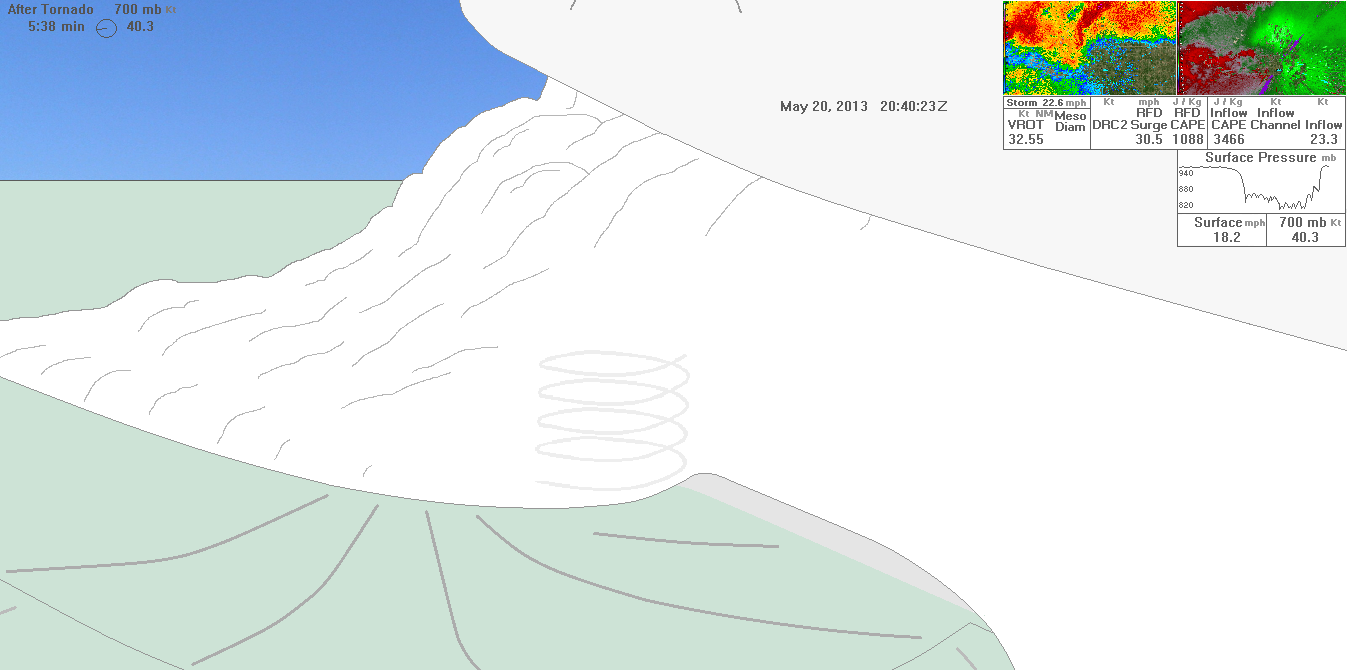 After Tornado 700 mb Kt
5:38 min 40.3
May 20, 2013 20:40:23Z
Storm 22.6 mph
Kt NM Meso
VROT Diam
32.55
Kt mph J / Kg
RFD RFD
DRC2 Surge CAPE
30.5 1088
J / Kg Kt Kt
Inflow Inflow
CAPE Channel Inflow
3466 23.3
Surface Pressure mb
940
880
820
Surface mph 700 mb Kt
18.2 40.3